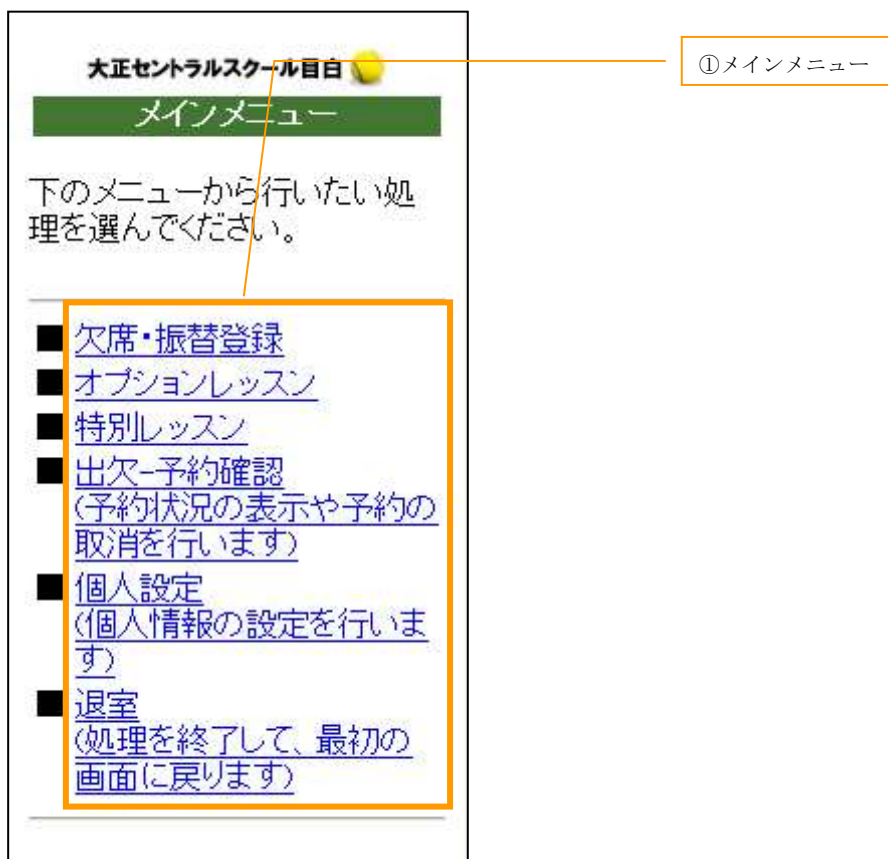 大正セントラルスクール目白
①メインメニュー
メインメニュー
下のメニューから行いたい処
理を選んでください。
■ 欠席・振替登録
■ オプションレッスン
■ 特別レッスン
■ 出欠-予約確認
(予約状況の表示や予約の
取消を行います)
■ 個人設定
(個人情報の設定を行いま
す)
■ 退室
(処理を終了して、最初の
画面に戻ります)